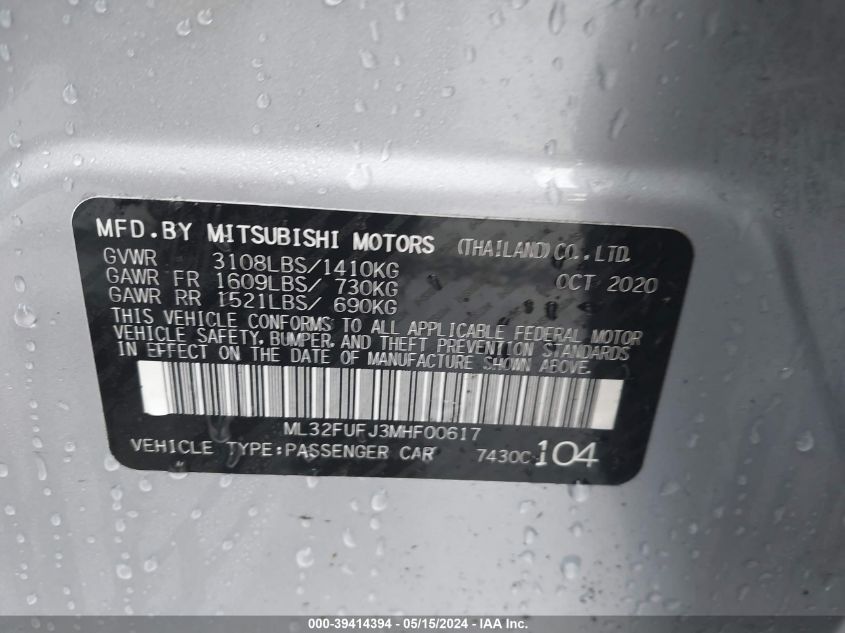 MFD.BY MITSUBISHI MOTORS (THAILAND) CO.,LTD.
GVWR 3108LBS/1410KG OCT 2020
GAWR FR 1609LBS/ 730KG
GAWR RR 1521LBS/ 690KG
THIS VEHICLE CONFORMS TO ALL APPLICABLE FEDERAL MOTOR
VEHICLE SAFETY, BUMPER, AND THEFT PREVENTION STANDARDS
IN EFFECT ON THE DATE OF MANUFACTURE SHOWN ABOVE.
ML32FUFJ3MHF00617
VEHICLE TYPE:PASSENGER CAR 7430C 104
000-39414394 - 05/15/2024 - IAA Inc.